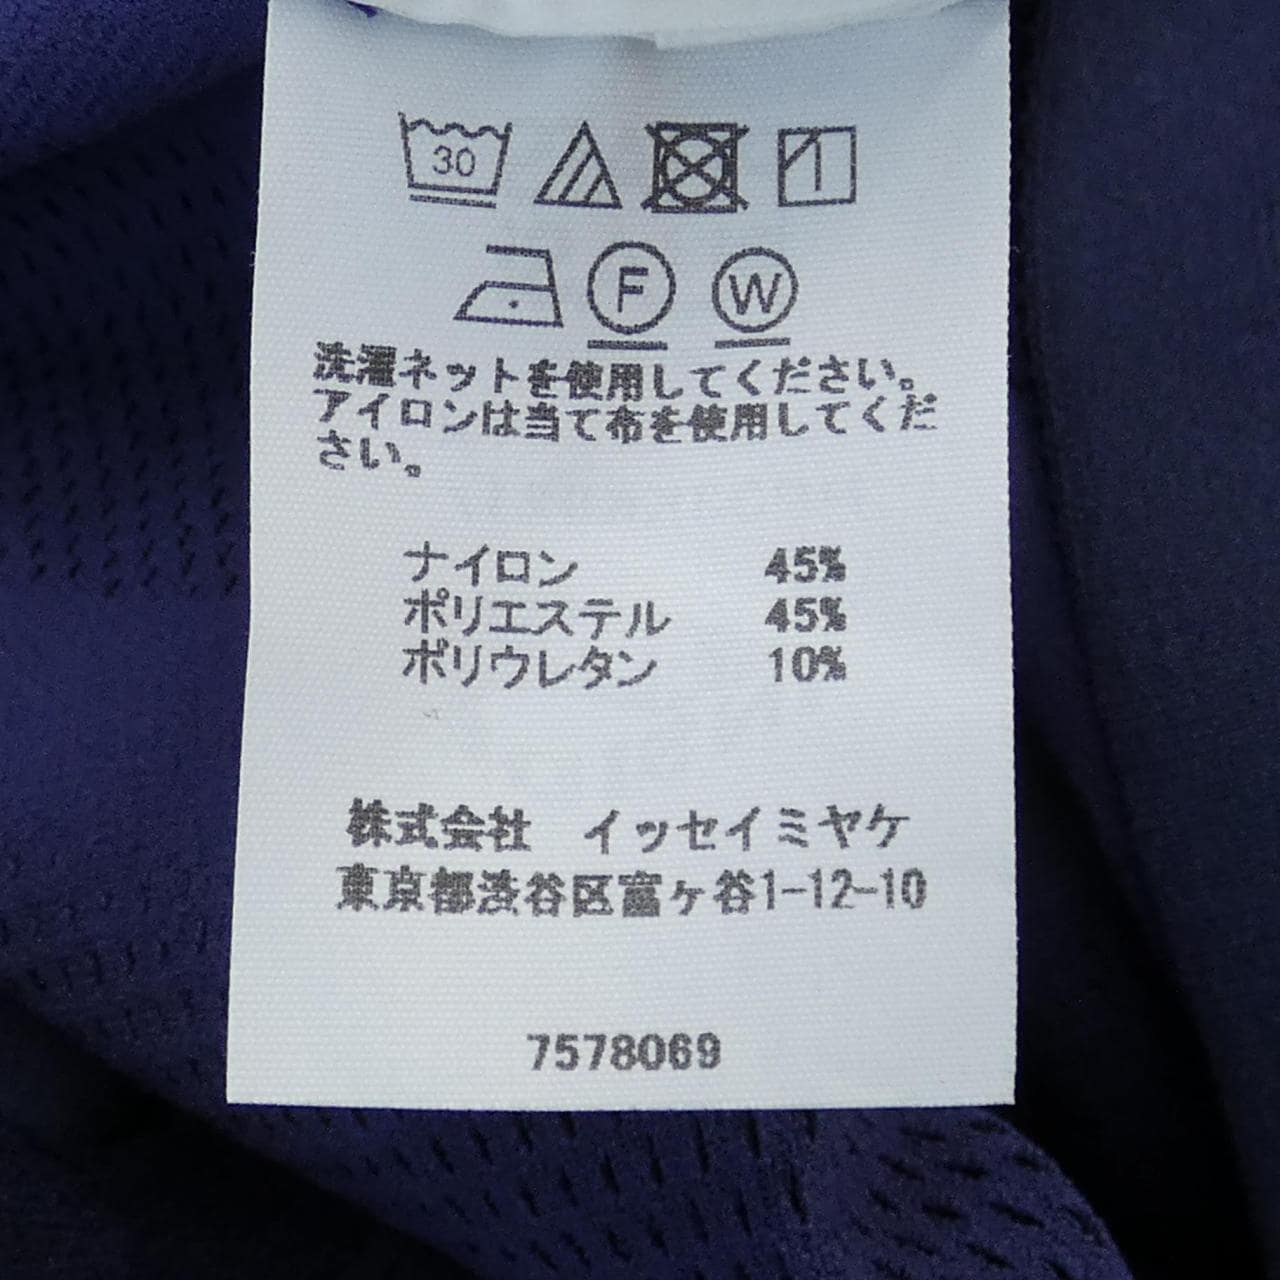 30
F W
洗濯ネットを使用してください。
アイロンは当て布を使用してくだ
さい。
ナイロン 45%
ポリエステル 45%
ポリウレタン 10%
株式会社 イッセイミヤケ
東京都渋谷区富ヶ谷1-12-10
7578069